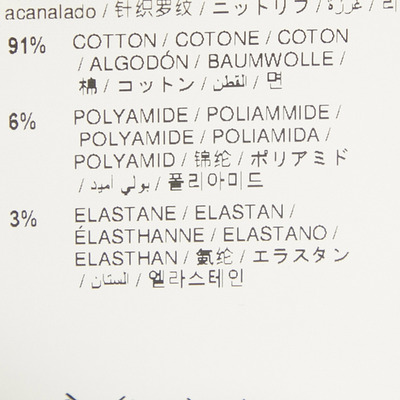 acanalado / 针织罗纹 / ニットリブ /
91% COTTON / COTONE / COTON
/ ALGODÓN / BAUMWOLLE /
棉 / コットン / القطن / 면
6% POLYAMIDE / POLIAMMIDE /
POLYAMIDE / POLIAMIDA /
POLYAMID / 锦纶 / ポリアミド
/ بولي أميد / 폴리아미드
3% ELASTANE / ELASTAN /
ÉLASTHANNE / ELASTANO /
ELASTHAN / 氨纶 / エラスタン
/ الستان / 엘라스테인